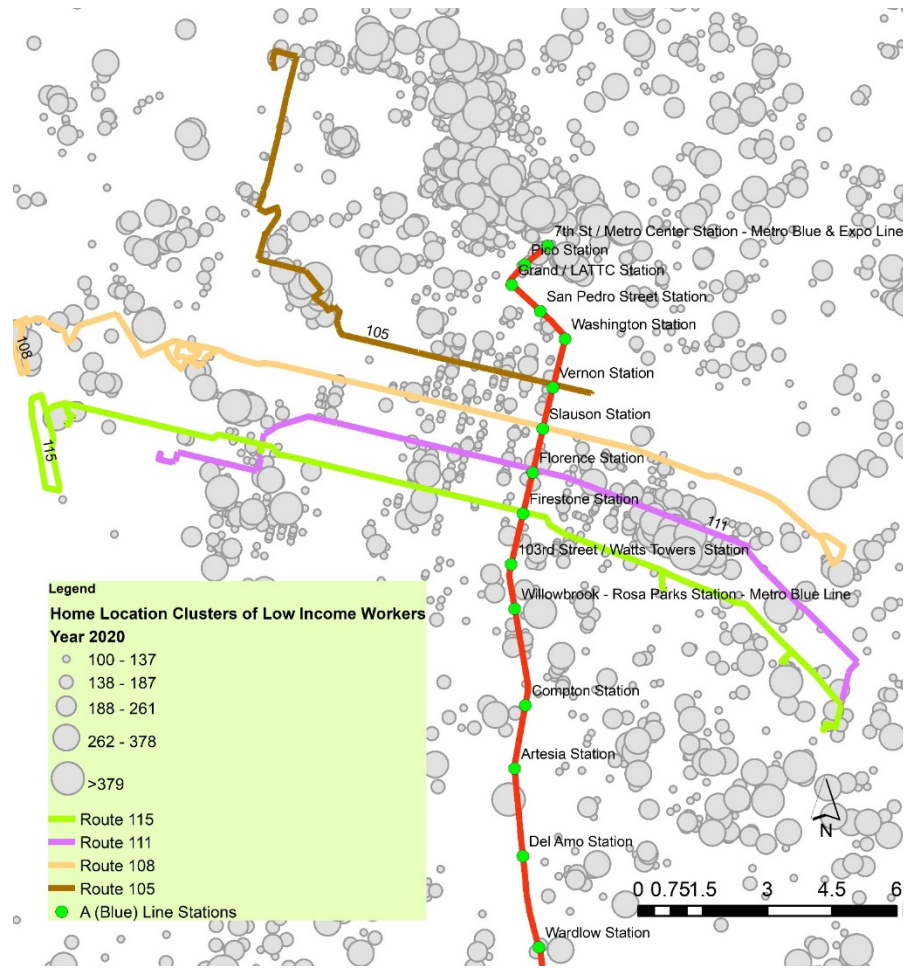 7th St / Metro Center Station - Metro Blue & Expo Line
Pico Station
Grand / LATTC Station
San Pedro Street Station
Washington Station
105
108
Vernon Station
Slauson Station
115
Florence Station
Firestone Station
111
103rd Street / Watts Towers Station
Willowbrook - Rosa Parks Station - Metro Blue Line
Legend
Home Location Clusters of Low Income Workers
Year 2020
100 - 137
138 - 187
188 - 261
262 - 378
>379
Route 115
Route 111
Route 108
Route 105
A (Blue) Line Stations
Compton Station
Artesia Station
N
Del Amo Station
0 0.75 1.5 3 4.5 6
Wardlow Station